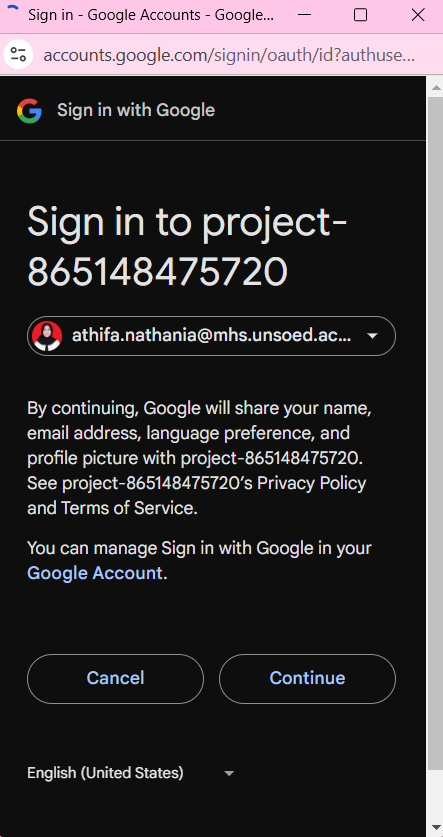 Sign in - Google Accounts - Google...
accounts.google.com/signin/oauth/id?authuse...
Sign in with Google
Sign in to project-
865148475720
athifa.nathania@mhs.unsoed.ac...
By continuing, Google will share your name,
email address, language preference, and
profile picture with project-865148475720.
See project-865148475720’s Privacy Policy
and Terms of Service.
You can manage Sign in with Google in your
Google Account.
Cancel
Continue
English (United States)